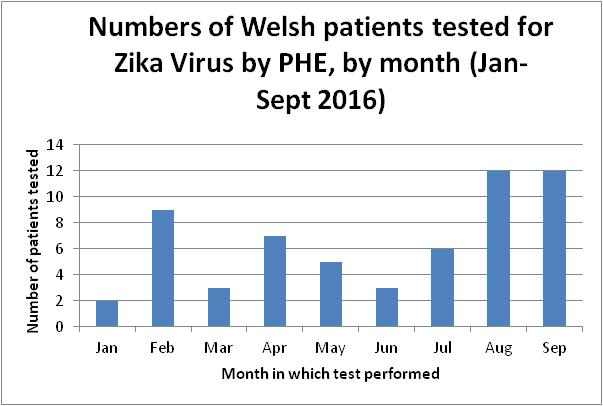 Numbers of Welsh patients tested for
Zika Virus by PHE, by month (Jan-
Sept 2016)
Number of patients tested
14
12
10
8
6
4
2
0
Jan Feb Mar Apr May Jun Jul Aug Sep
Month in which test performed